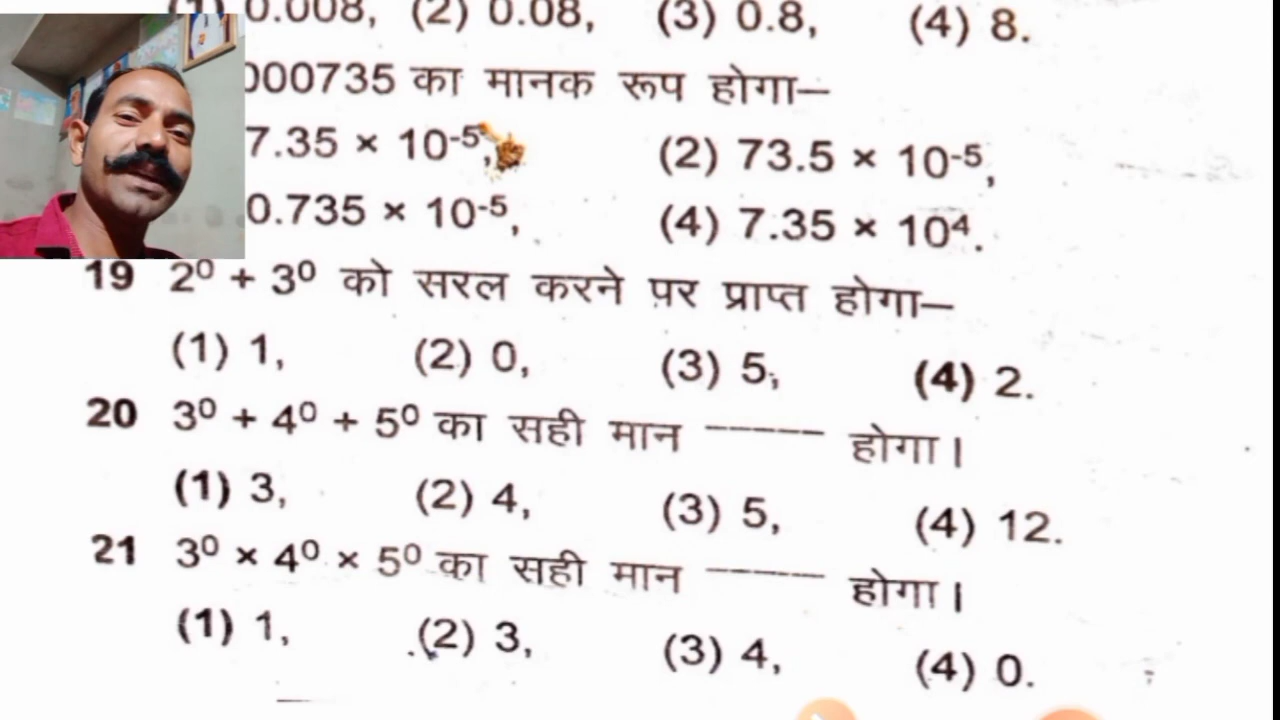 0.008, (2) 0.08, (3) 0.8, (4) 8.
000735 का मानक रूप होगा—
7.35 × 10⁻⁵, (2) 73.5 × 10⁻⁵,
0.735 × 10⁻⁵, (4) 7.35 × 10⁴.
19 2⁰ + 3⁰ को सरल करने पर प्राप्त होगा—
(1) 1, (2) 0, (3) 5, (4) 2.
20 3⁰ + 4⁰ + 5⁰ का सही मान ----- होगा।
(1) 3, (2) 4, (3) 5, (4) 12.
21 3⁰ × 4⁰ × 5⁰ का सही मान ----- होगा।
(1) 1, (2) 3, (3) 4, (4) 0.